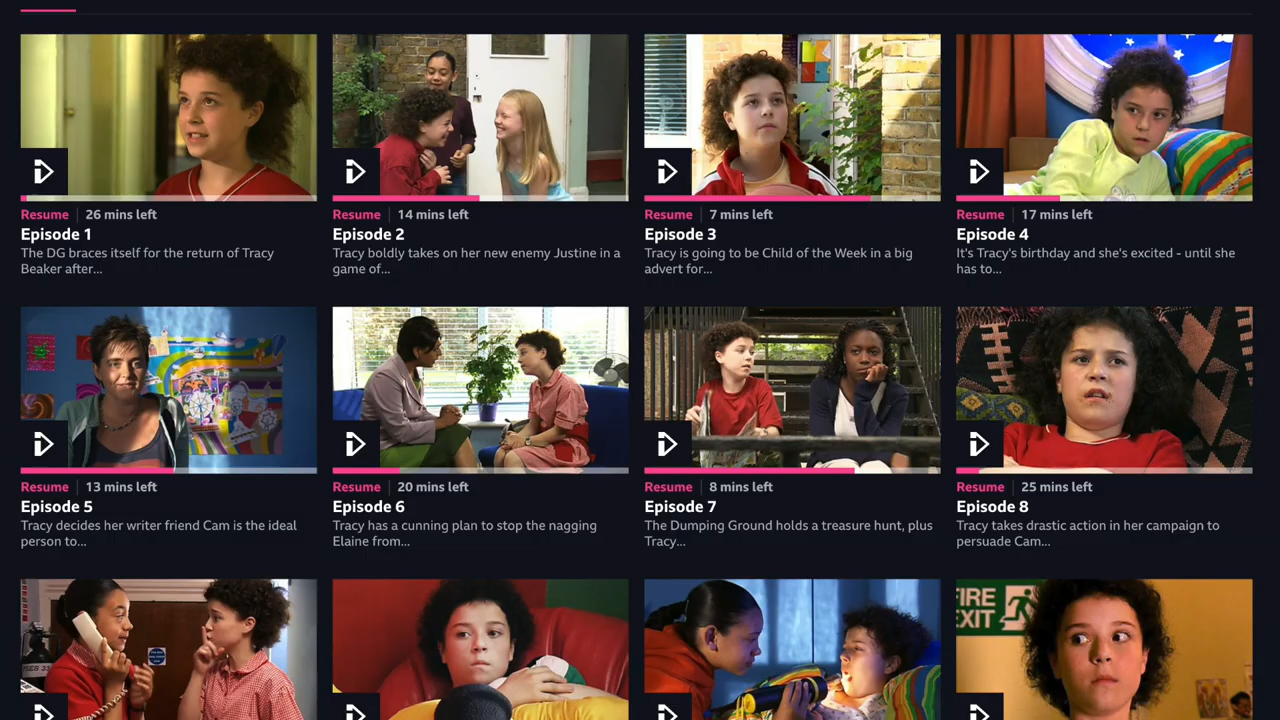 Resume 26 mins left
Episode 1
The DG braces itself for the return of Tracy
Beaker after...
Resume 14 mins left
Episode 2
Tracy boldly takes on her new enemy Justine in a
game of...
Resume 7 mins left
Episode 3
Tracy is going to be Child of the Week in a big
advert for...
Resume 17 mins left
Episode 4
It's Tracy's birthday and she's excited - until she
has to...
Resume 13 mins left
Episode 5
Tracy decides her writer friend Cam is the ideal
person to...
Resume 20 mins left
Episode 6
Tracy has a cunning plan to stop the nagging
Elaine from...
Resume 8 mins left
Episode 7
The Dumping Ground holds a treasure hunt, plus
Tracy...
Resume 25 mins left
Episode 8
Tracy takes drastic action in her campaign to
persuade Cam...
FIRE
EXIT